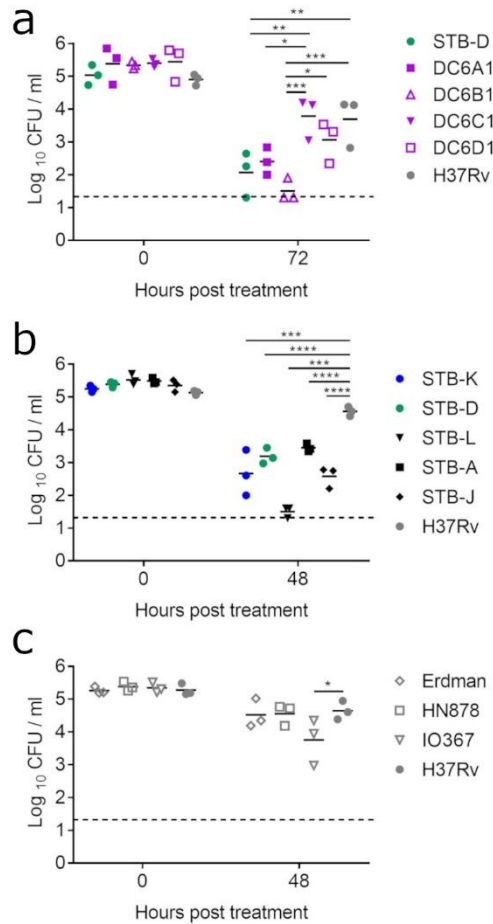 a
**
**
*
***
*
***
Log 10 CFU / ml
6
5
4
3
2
1
0
0
72
Hours post treatment
STB-D
DC6A1
DC6B1
DC6C1
DC6D1
H37Rv
b
***
****
***
****
****
Log 10 CFU / ml
6
5
4
3
2
1
0
0
48
Hours post treatment
STB-K
STB-D
STB-L
STB-A
STB-J
H37Rv
c
*
Log 10 CFU / ml
6
5
4
3
2
1
0
0
48
Hours post treatment
Erdman
HN878
IO367
H37Rv